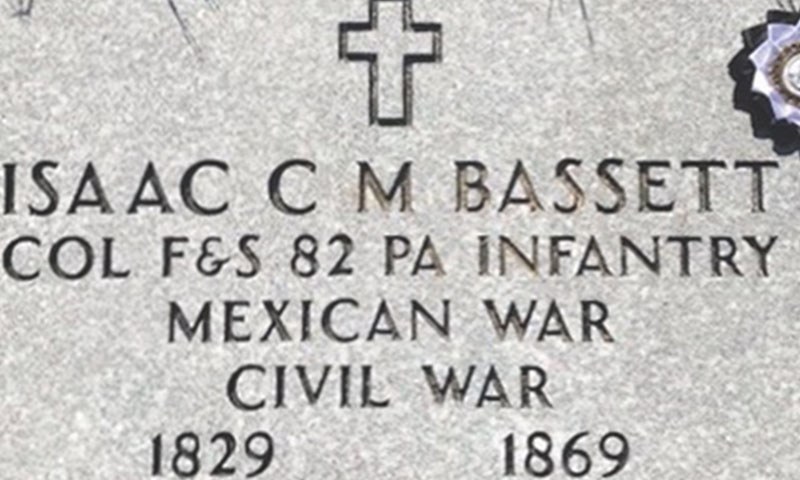 ISAAC C M BASSETT
COL F&S 82 PA INFANTRY
MEXICAN WAR
CIVIL WAR
1829 1869